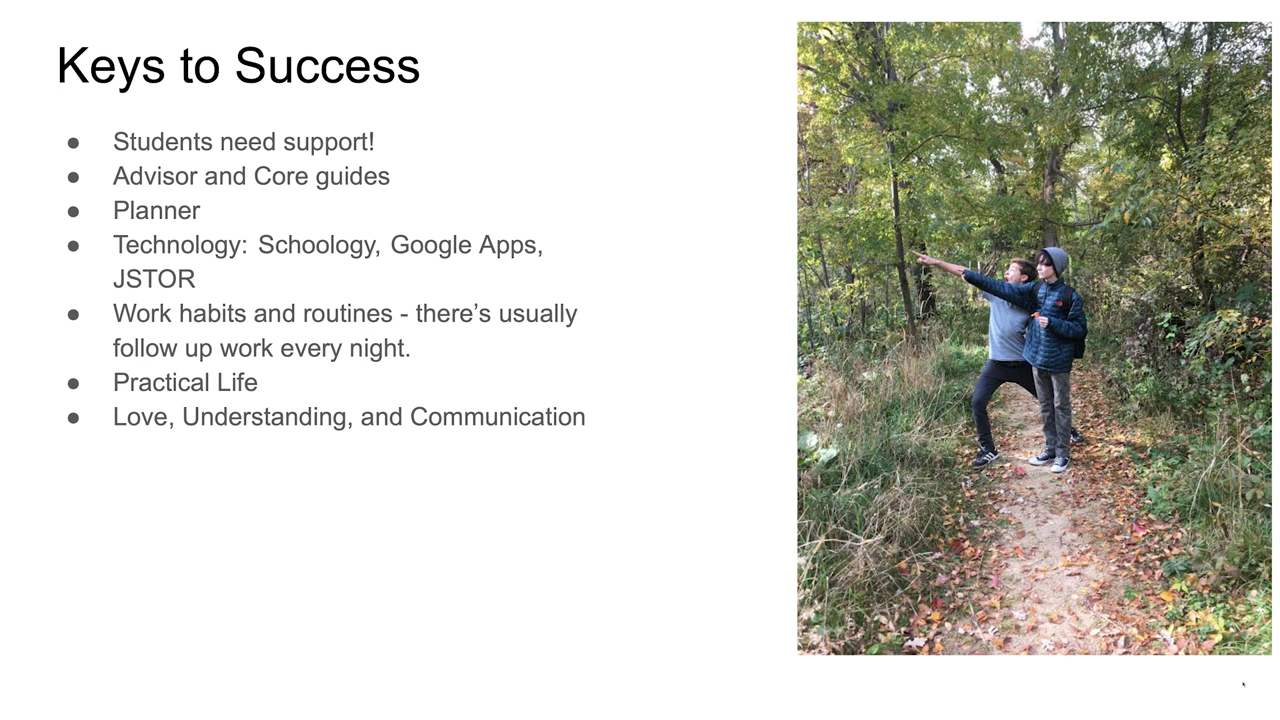 Keys to Success
● Students need support!
● Advisor and Core guides
● Planner
● Technology: Schoology, Google Apps,
JSTOR
● Work habits and routines - there’s usually
follow up work every night.
● Practical Life
● Love, Understanding, and Communication